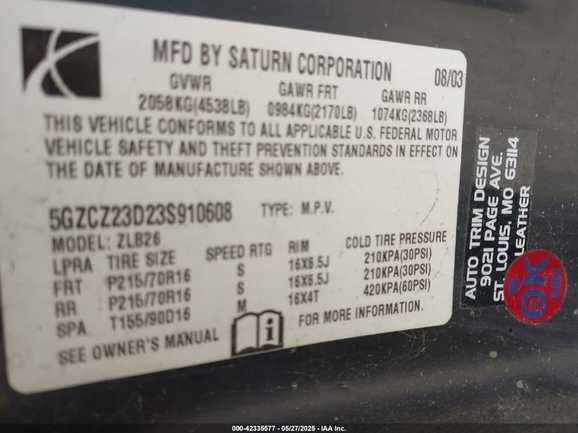 MFD BY SATURN CORPORATION 08/03
GVWR GAWR FRT GAWR RR
2058KG(4538LB) 0984KG(2170LB) 1074KG(2368LB)
THIS VEHICLE CONFORMS TO ALL APPLICABLE U.S. FEDERAL MOTOR
VEHICLE SAFETY AND THEFT PREVENTION STANDARDS IN EFFECT ON
THE DATE OF MANUFACTURE SHOWN ABOVE.
5GZCZ23D23S910608 TYPE: M.P.V.
MODEL: ZLB26
LPRA TIRE SIZE SPEED RTG RIM COLD TIRE PRESSURE
FRT P215/70R16 S 16X6.5J 210KPA(30PSI)
RR P215/70R16 S 16X6.5J 210KPA(30PSI)
SPA T155/90D16 M 16X4T 420KPA(60PSI)
SEE OWNER'S MANUAL FOR MORE INFORMATION.
AUTO TRIM DESIGN
9021 PAGE AVE.
ST. LOUIS, MO 63114
LEATHER
OK
000-42335577 - 05/27/2025 - IAA Inc.